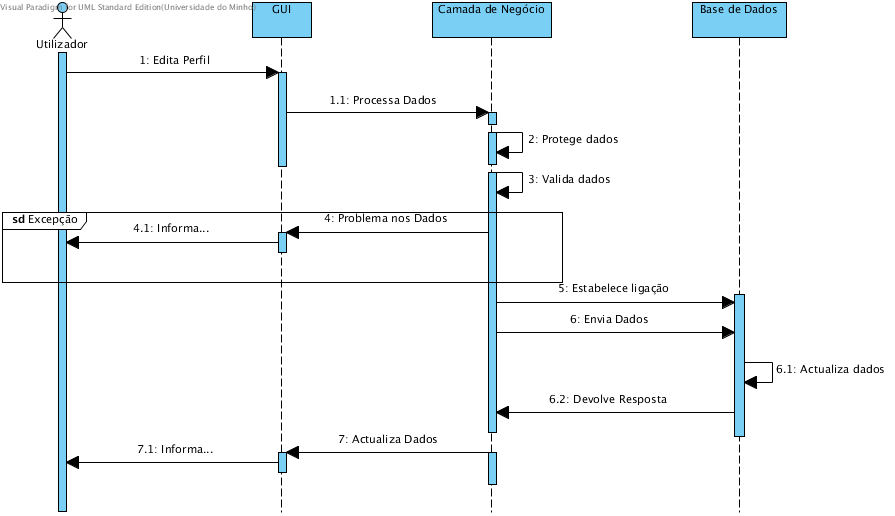 Visual Paradigm for UML Standard Edition(Universidade do Minho)
GUI
Camada de Negócio
Base de Dados
Utilizador
1: Edita Perfil
1.1: Processa Dados
2: Protege dados
3: Valida dados
sd Excepção
4: Problema nos Dados
4.1: Informa...
5: Estabelece ligação
6: Envia Dados
6.1: Actualiza dados
6.2: Devolve Resposta
7: Actualiza Dados
7.1: Informa...